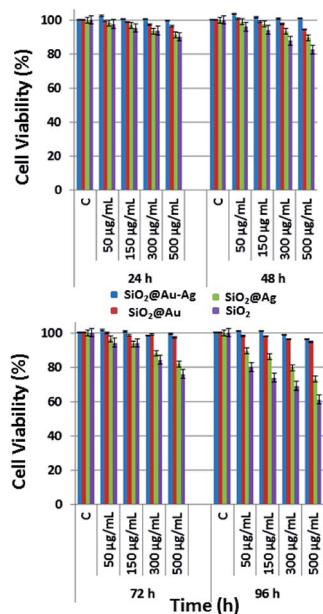 Cell Viability (%)
120
100
80
60
40
20
0
C
50 µg/mL
150 µg/mL
300 µg/mL
500 µg/mL
C
50 µg/mL
150 µg mL
300 µg/mL
500 µg/mL
24 h 48 h
SiO2@Au-Ag SiO2@Ag
SiO2@Au SiO2
Cell Viability (%)
120
100
80
60
40
20
0
C
50 µg/mL
150 µg/mL
300 µg/mL
500 µg/mL
C
50 µg/mL
150 µg/mL
300 µg/mL
500 µg/mL
72 h 96 h
Time (h)